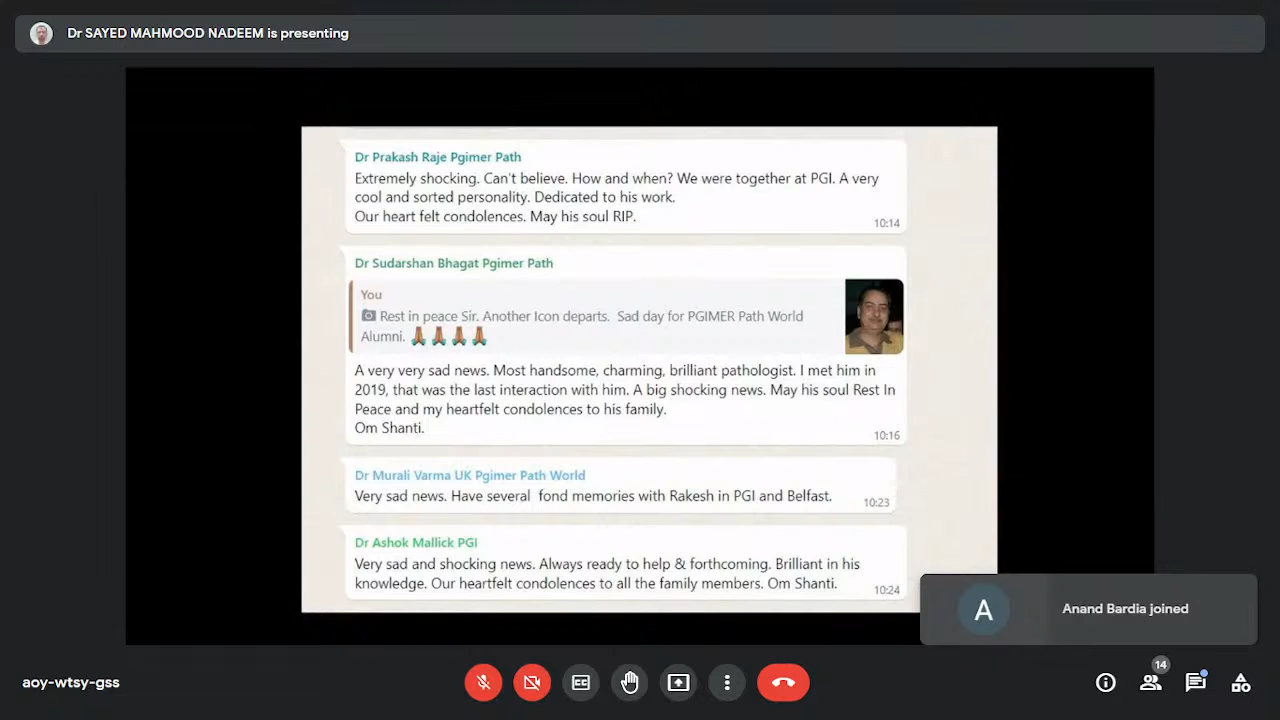 Dr SAYED MAHMOOD NADEEM is presenting
Dr Prakash Raje Pgimer Path
Extremely shocking. Can't believe. How and when? We were together at PGI. A very
cool and sorted personality. Dedicated to his work.
Our heart felt condolences. May his soul RIP.
10:14
Dr Sudarshan Bhagat Pgimer Path
You
Rest in peace Sir. Another Icon departs. Sad day for PGIMER Path World
Alumni. 🙏🙏🙏🙏
A very very sad news. Most handsome, charming, brilliant pathologist. I met him in
2019, that was the last interaction with him. A big shocking news. May his soul Rest In
Peace and my heartfelt condolences to his family.
Om Shanti.
10:16
Dr Murali Varma UK Pgimer Path World
Very sad news. Have several fond memories with Rakesh in PGI and Belfast.
10:23
Dr Ashok Mallick PGI
Very sad and shocking news. Always ready to help & forthcoming. Brilliant in his
knowledge. Our heartfelt condolences to all the family members. Om Shanti.
10:24
A
Anand Bardia joined
aoy-wtsy-gss
CC
14